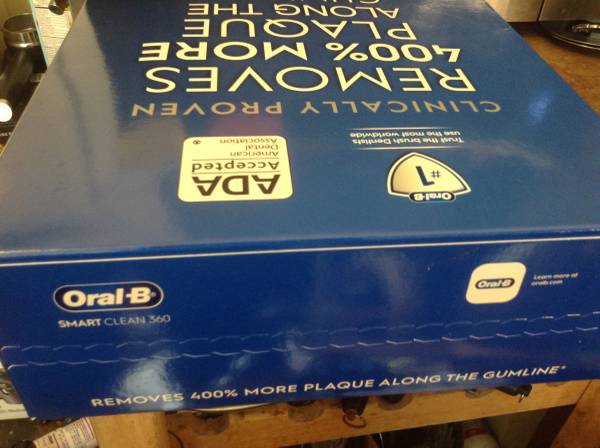 CLINICALLY PROVEN
REMOVES
400% MORE
PLAQUE
ALONG THE
Oral-B
#1
Trust the brush Dentists
use the most worldwide
ADA
Accepted
American
Dental
Association
®
Oral-B®
SMART CLEAN 360
Oral-B
Learn more at
oralb.com
REMOVES 400% MORE PLAQUE ALONG THE GUMLINE*